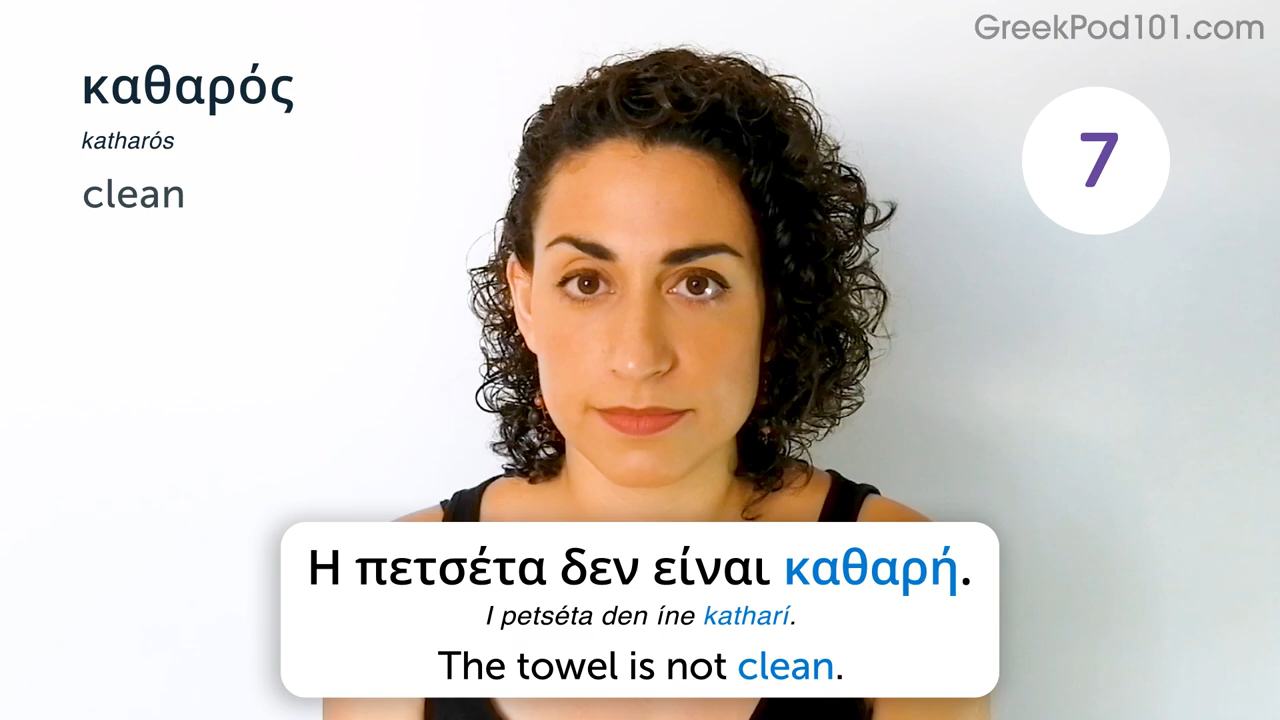 GreekPod101.com
καθαρός
katharós
clean
7
Η πετσέτα δεν είναι καθαρή.
I petséta den íne katharí.
The towel is not clean.